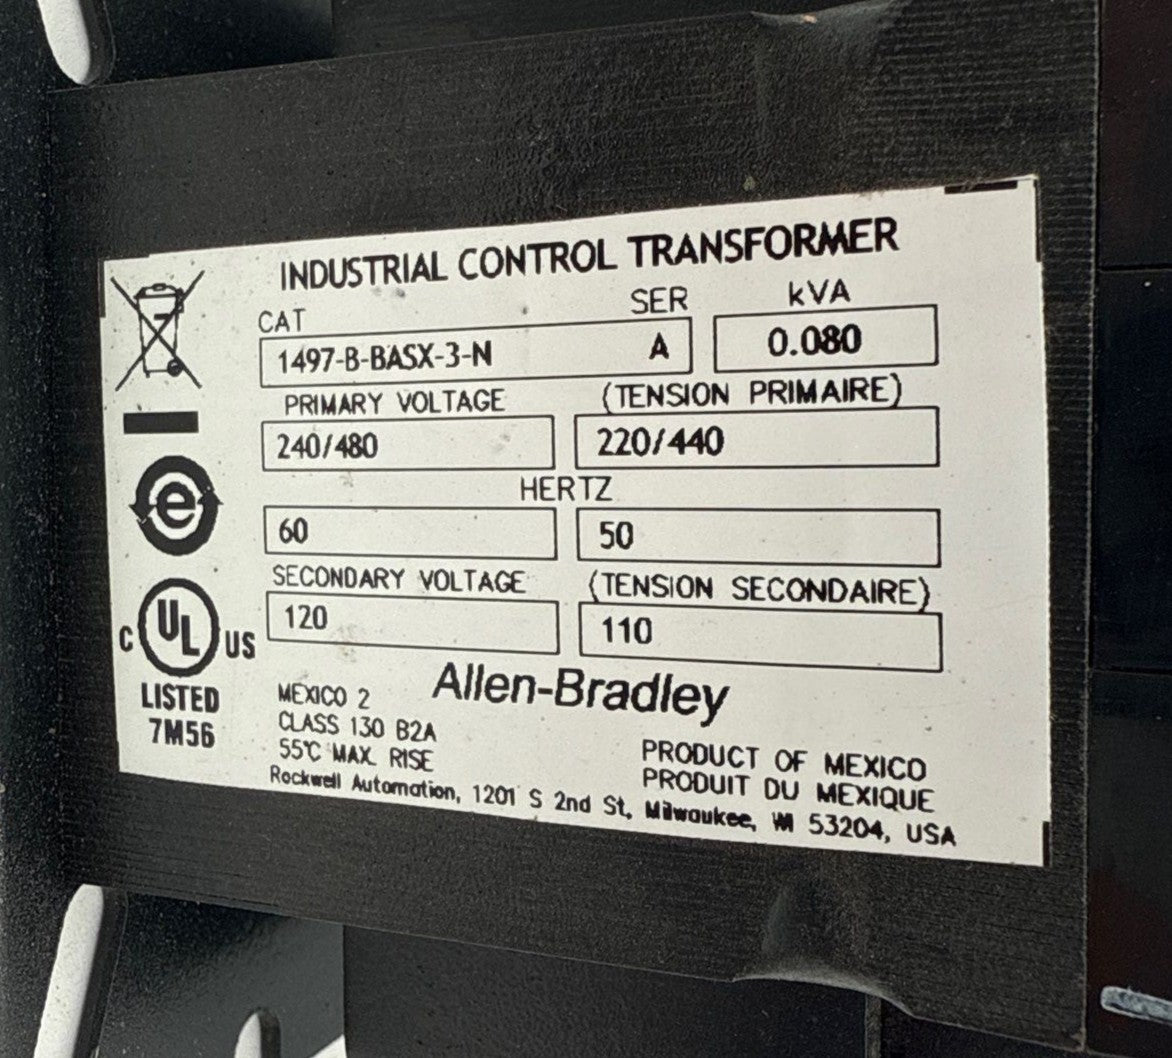 INDUSTRIAL CONTROL TRANSFORMER
CAT SER kVA
1497-B-BASX-3-N A 0.080
PRIMARY VOLTAGE (TENSION PRIMAIRE)
240/480 220/440
HERTZ
60 50
SECONDARY VOLTAGE (TENSION SECONDAIRE)
120 110
e
C UL US
LISTED
7M56
Allen-Bradley
MEXICO 2
CLASS 130 B2A
55°C MAX. RISE
PRODUCT OF MEXICO
PRODUIT DU MEXIQUE
Rockwell Automation, 1201 S 2nd St, Milwaukee, WI 53204, USA